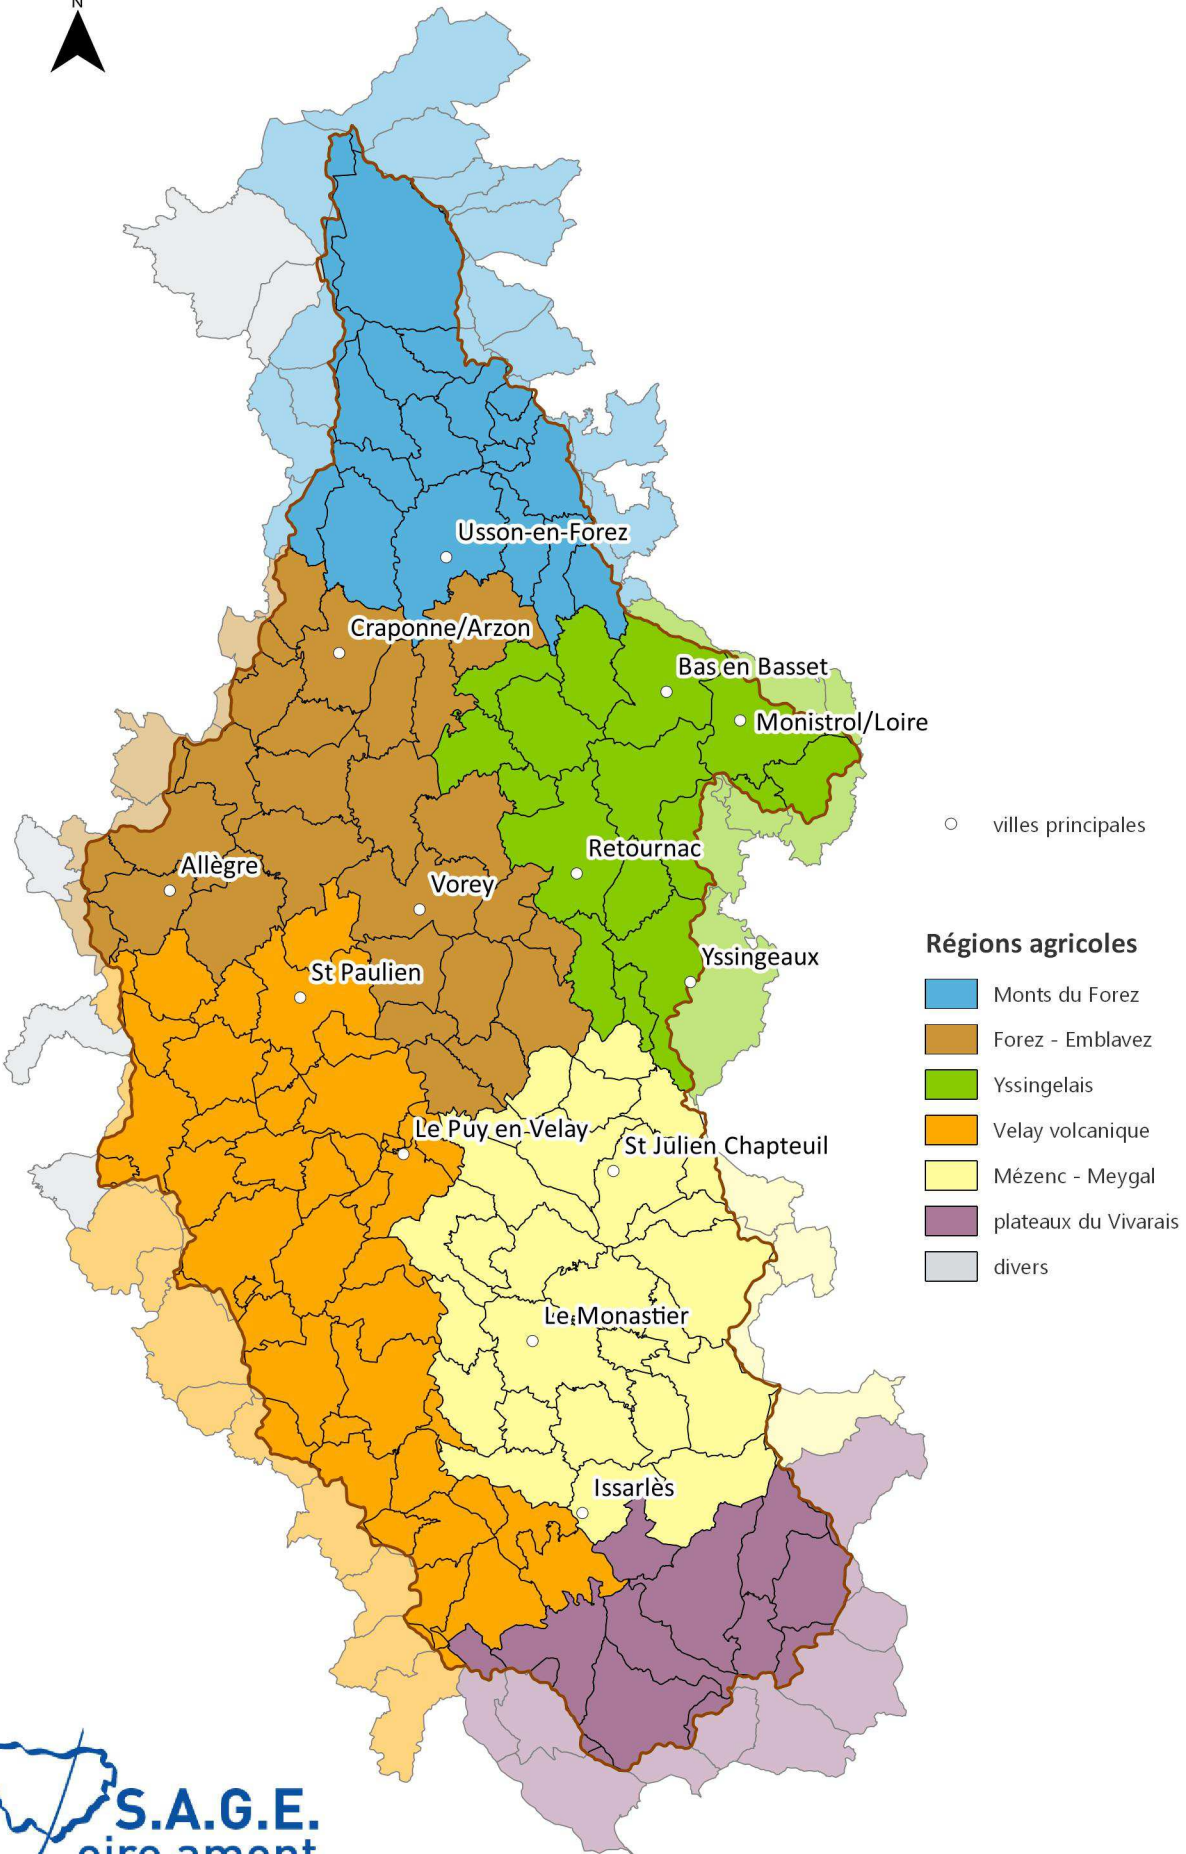 N
Usson-en-Forez
Craponne/Arzon
Bas en Basset
Monistrol/Loire
villes principales
Retournac
Allègre
Vorey
Régions agricoles
Yssingeaux
St Paulien
Monts du Forez
Forez - Emblavez
Yssingelais
Le Puy en Velay
Velay volcanique
St Julien Chapteuil
Mézenc - Meygal
plateaux du Vivarais
divers
Le Monastier
Issarlès
S.A.G.E.
oire amont